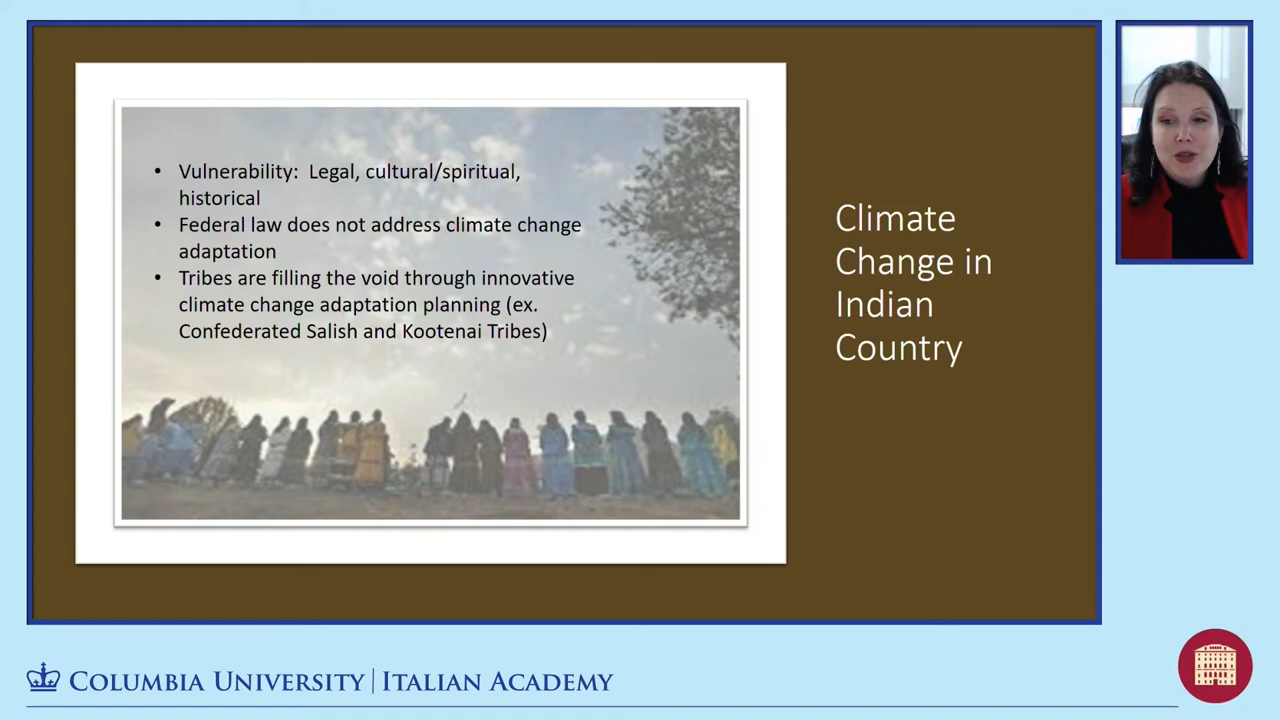 • Vulnerability:  Legal, cultural/spiritual,
historical
• Federal law does not address climate change
adaptation
• Tribes are filling the void through innovative
climate change adaptation planning (ex.
Confederated Salish and Kootenai Tribes)
Climate
Change in
Indian
Country
COLUMBIA UNIVERSITY | ITALIAN ACADEMY